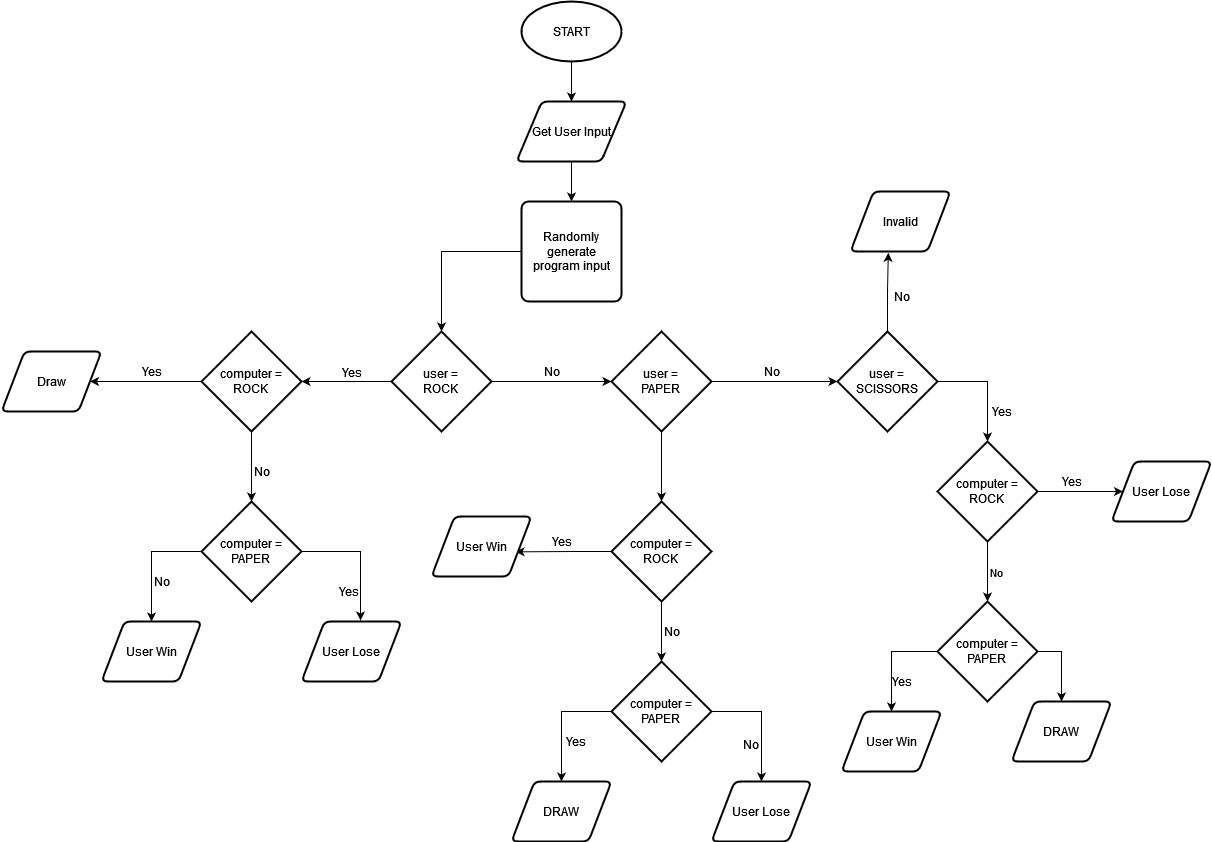 START
Get User Input
Randomly
generate
program input
Invalid
No
Draw
Yes
computer =
ROCK
Yes
user =
ROCK
No
user =
PAPER
No
user =
SCISSORS
Yes
No
computer =
ROCK
Yes
User Lose
computer =
PAPER
User Win
Yes
computer =
ROCK
No
No
Yes
User Win
User Lose
No
computer =
PAPER
computer =
PAPER
Yes
User Win
DRAW
Yes
No
DRAW
User Lose